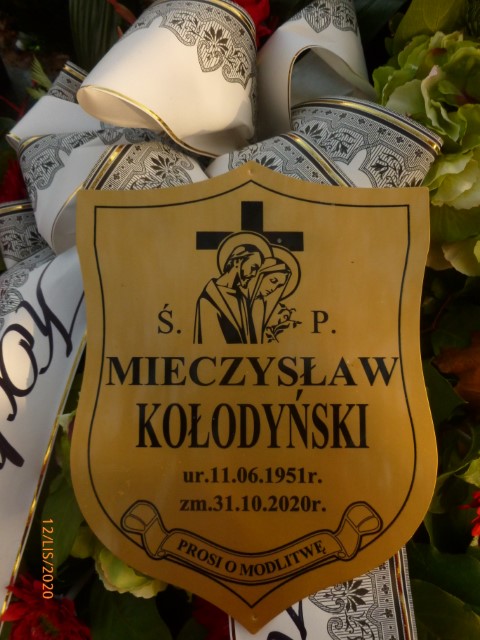 Ś. P.
MIECZYSŁAW
KOŁODYŃSKI
ur.11.06.1951r.
zm.31.10.2020r.
PROSI O MODLITWĘ
12/LIS/2020